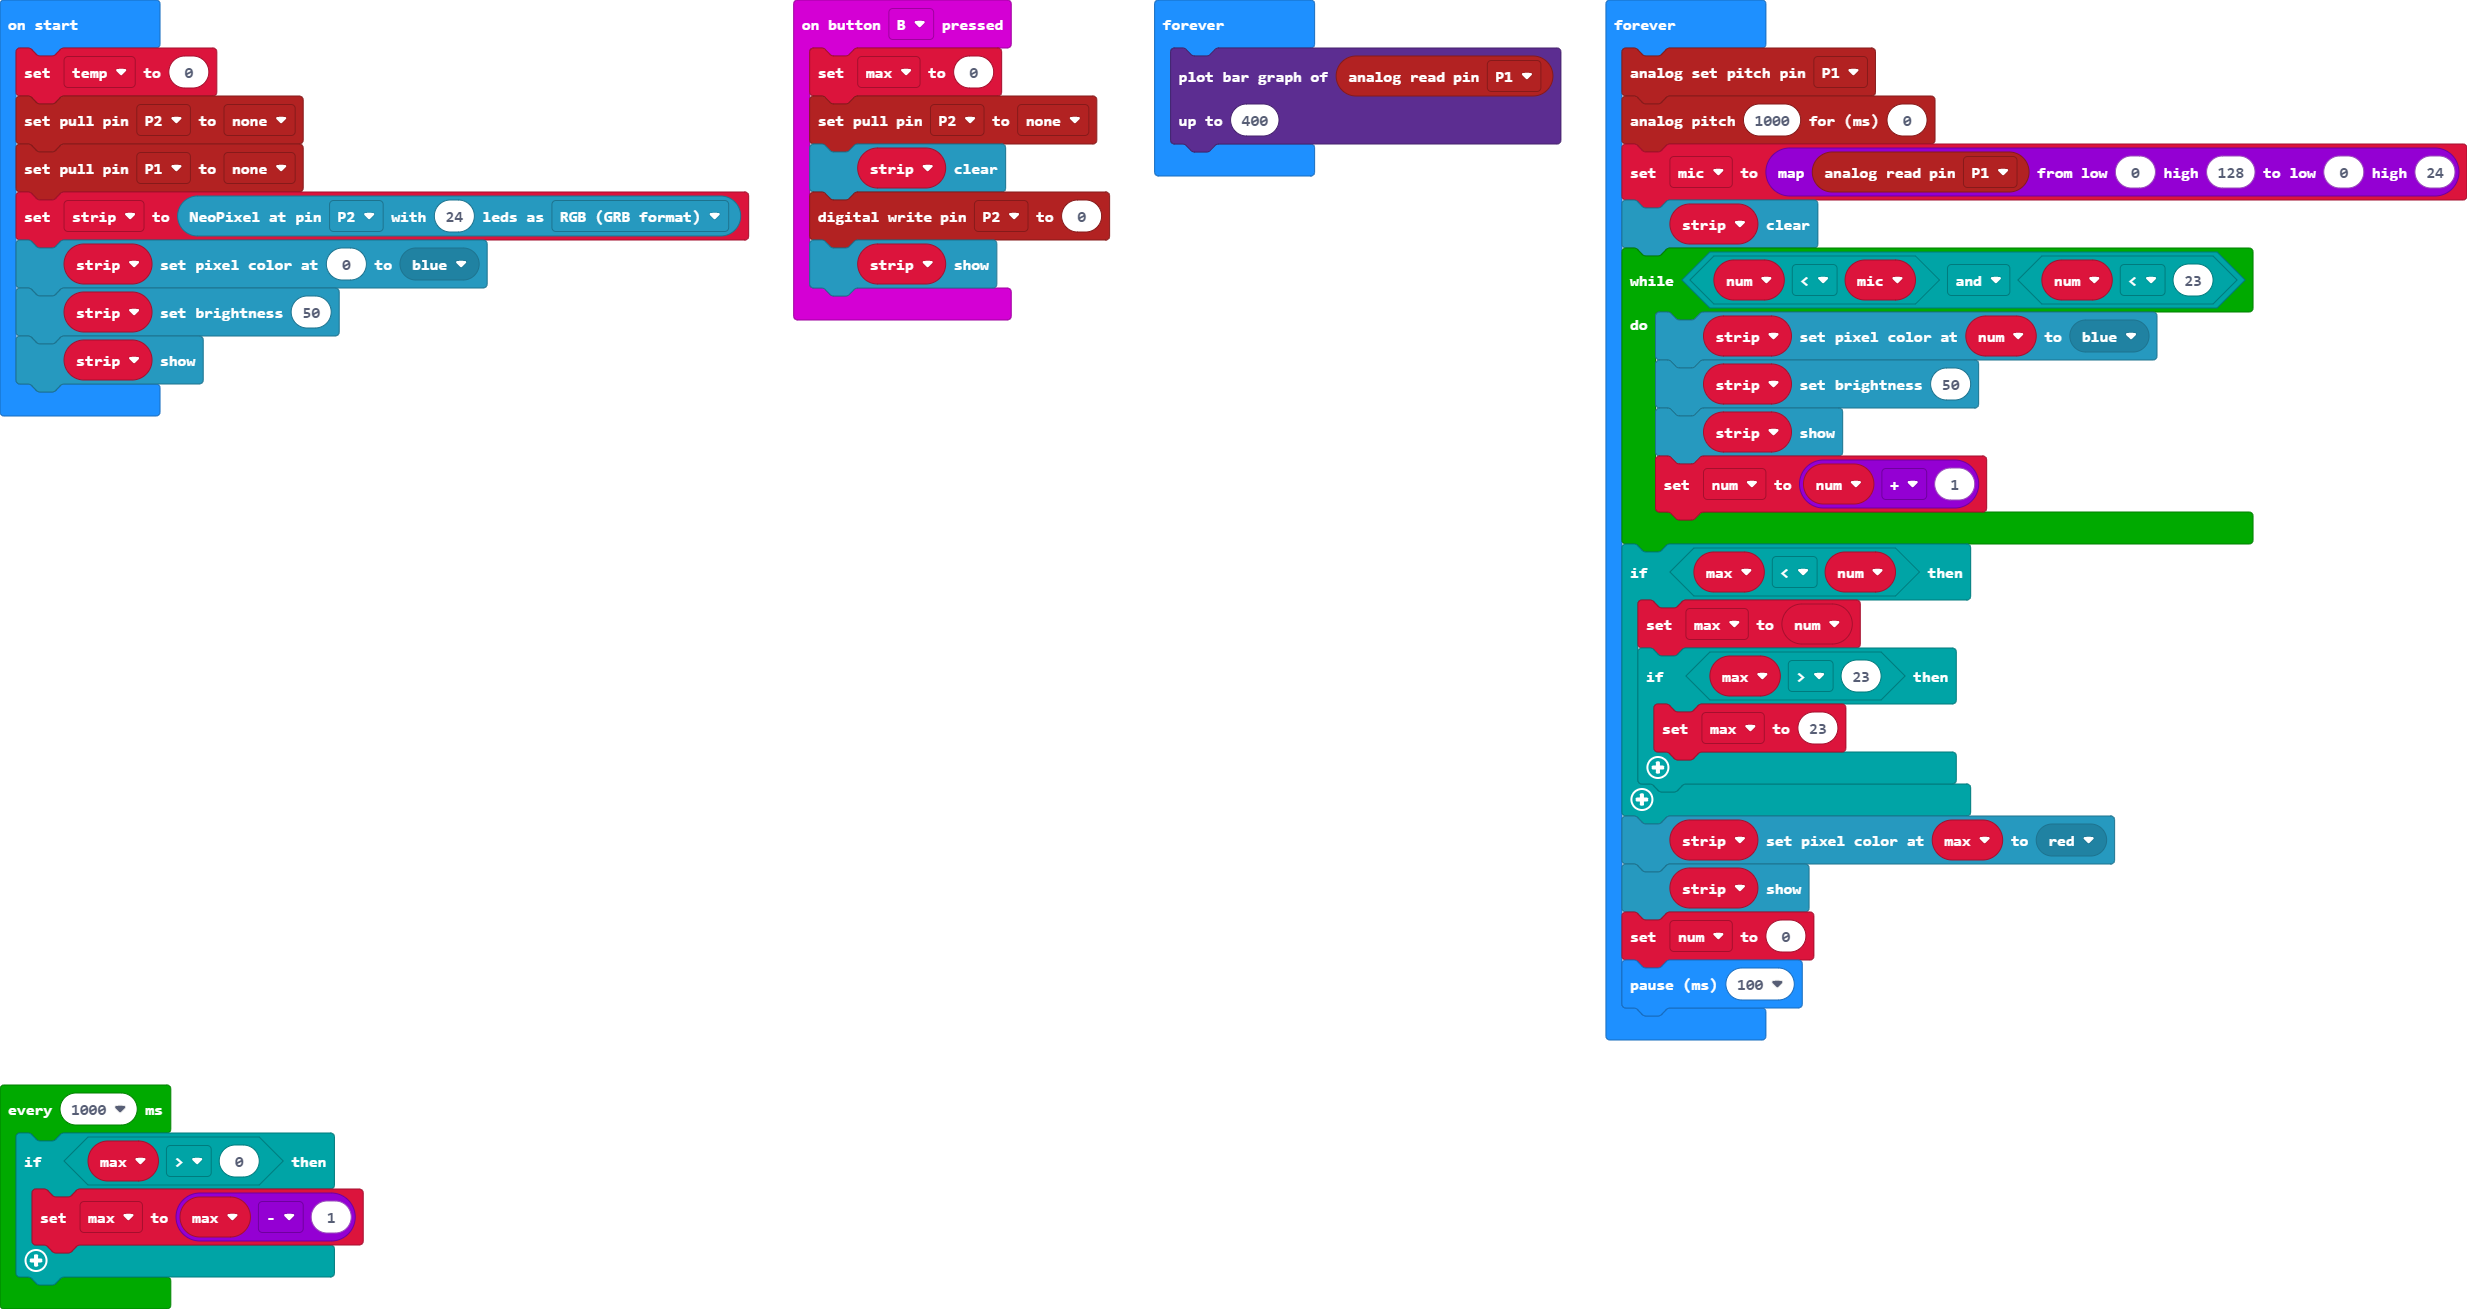 on start
set temp to 0
set pull pin P2 to none
set pull pin P1 to none
set strip to NeoPixel at pin P2 with 24 leds as RGB (GRB format)
strip set pixel color at 0 to blue
strip set brightness 50
strip show
on button B pressed
set max to 0
set pull pin P2 to none
strip clear
digital write pin P2 to 0
strip show
forever
plot bar graph of analog read pin P1
up to 400
forever
analog set pitch pin P1
analog pitch 1000 for (ms) 0
set mic to map analog read pin P1 from low 0 high 128 to low 0 high 24
strip clear
while num < mic and num < 23
do
strip set pixel color at num to blue
strip set brightness 50
strip show
set num to num + 1
if max < num then
set max to num
if max > 23 then
set max to 23
strip set pixel color at max to red
strip show
set num to 0
pause (ms) 100
every 1000 ms
if max > 0 then
set max to max - 1